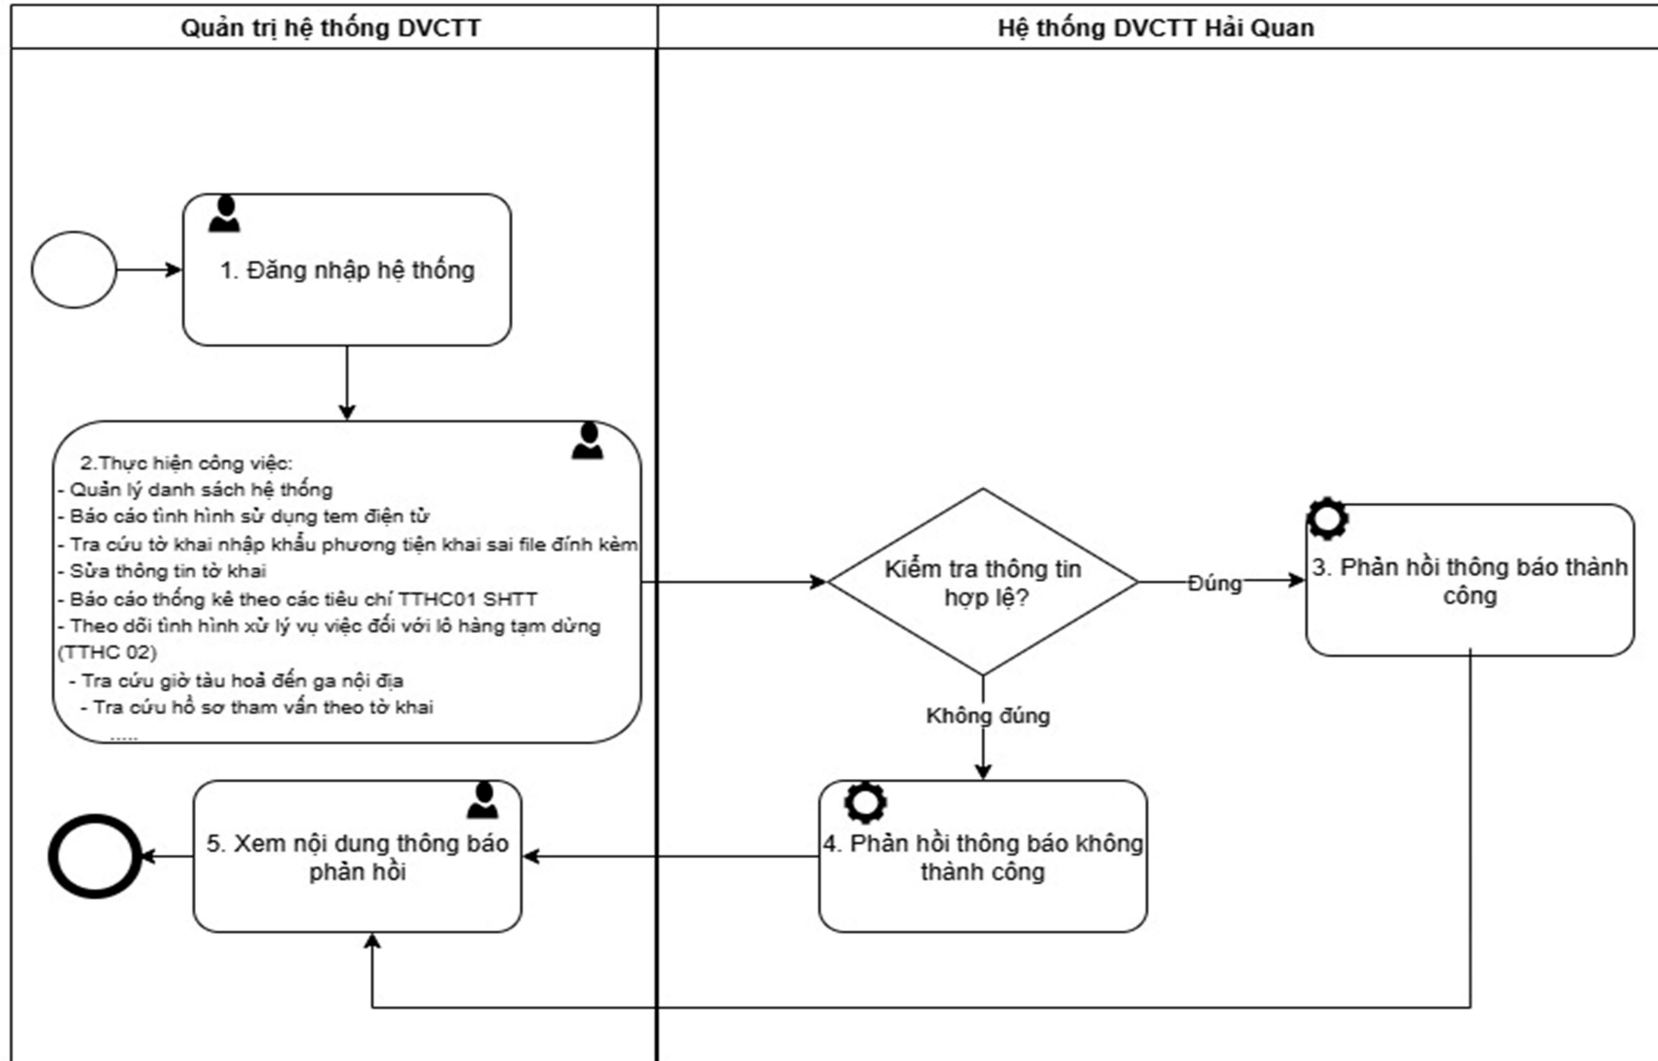 Quản trị hệ thống DVCTT
Hệ thống DVCTT Hải Quan
1. Đăng nhập hệ thống
2.Thực hiện công việc:
- Quản lý danh sách hệ thống
- Báo cáo tình hình sử dụng tem điện tử
- Tra cứu tờ khai nhập khẩu phương tiện khai sai file đính kèm
- Sửa thông tin tờ khai
- Báo cáo thống kê theo các tiêu chí TTHC01 SHTT
- Theo dõi tình hình xử lý vụ việc đối với lô hàng tạm dừng
(TTHC 02)
- Tra cứu giờ tàu hoả đến ga nội địa
- Tra cứu hồ sơ tham vấn theo tờ khai
.....
Kiểm tra thông tin
hợp lệ?
Đúng
3. Phản hồi thông báo thành
công
Không đúng
4. Phản hồi thông báo không
thành công
5. Xem nội dung thông báo
phản hồi